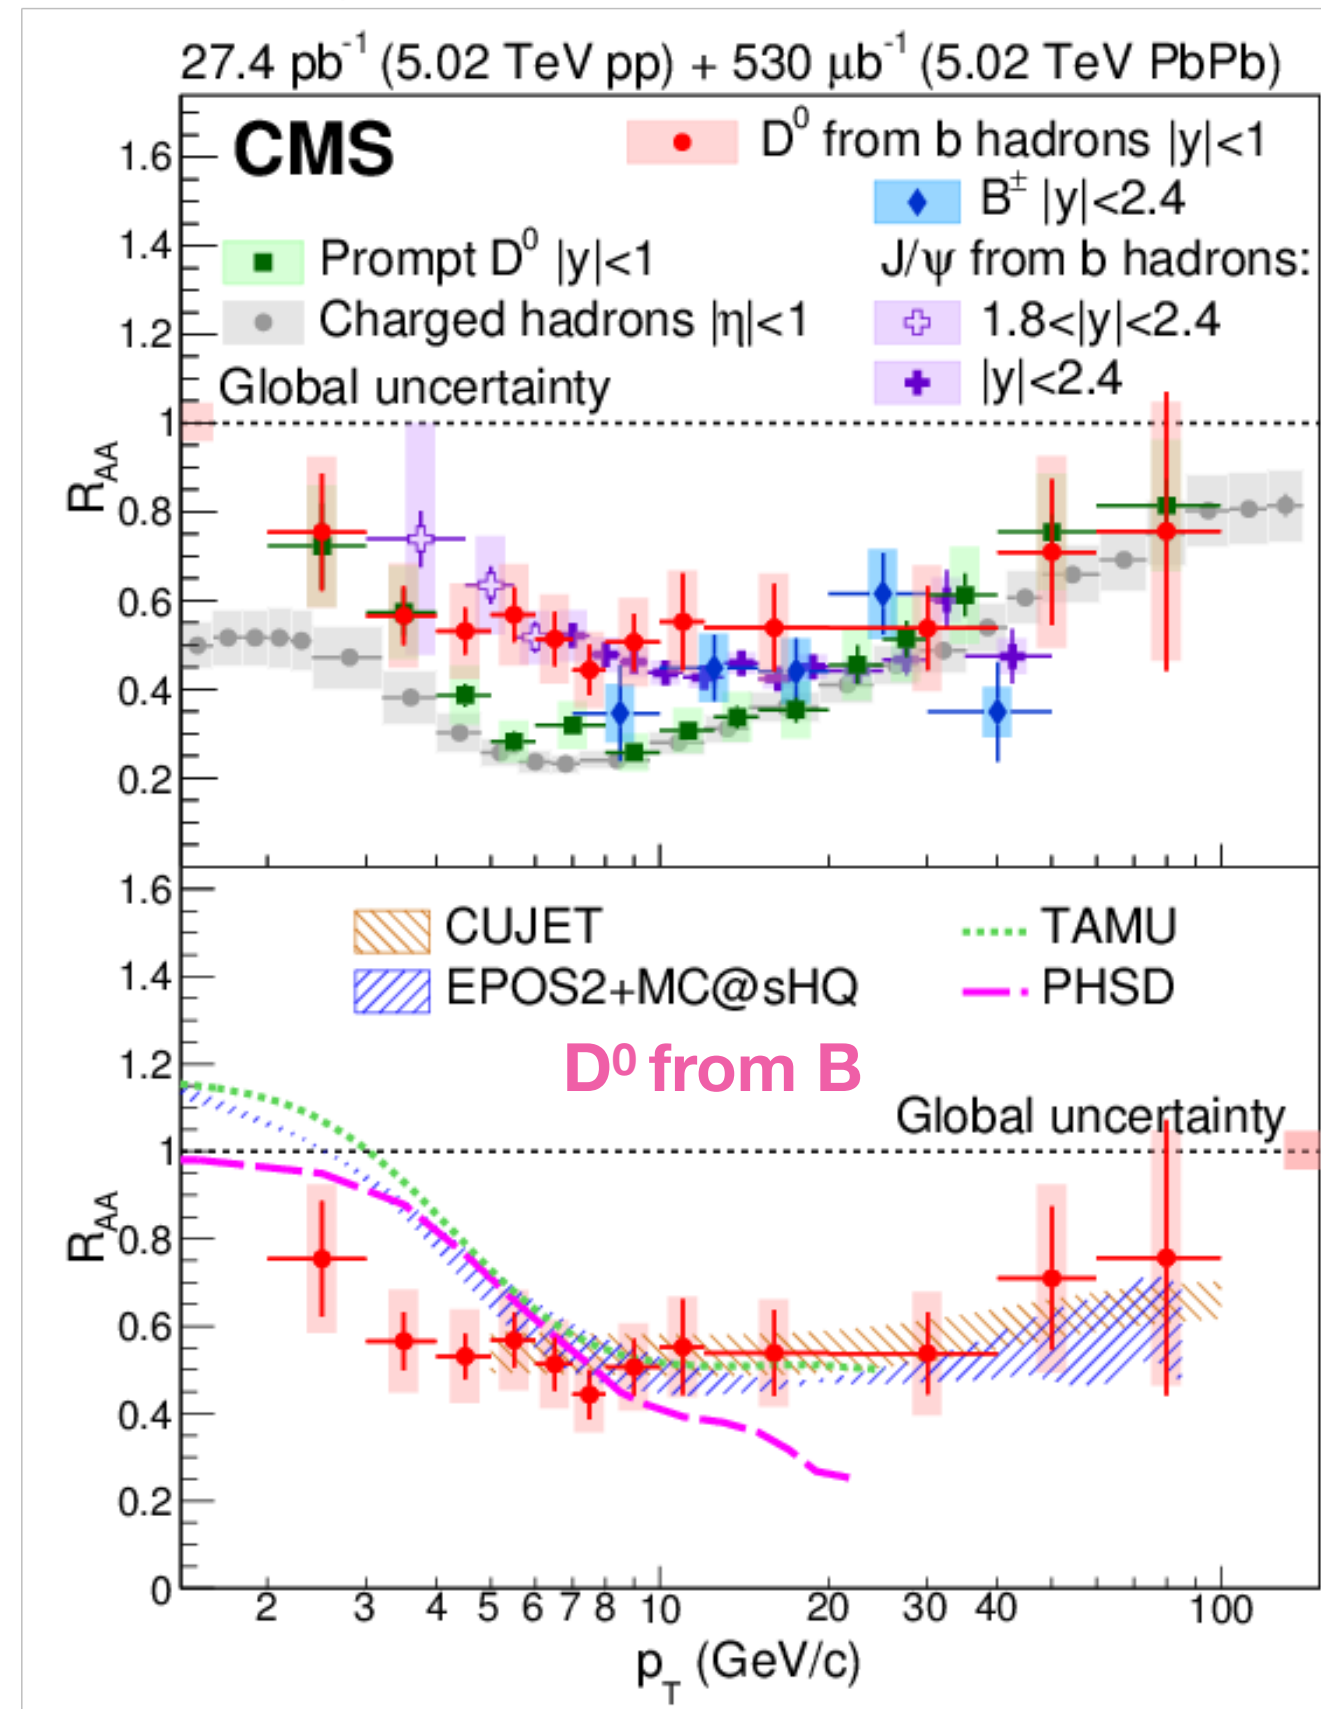 27.4 pb⁻¹ (5.02 TeV pp) + 530 μb⁻¹ (5.02 TeV PbPb)
CMS
D⁰ from b hadrons |y|<1
B± |y|<2.4
Prompt D⁰ |y|<1
J/ψ from b hadrons:
Charged hadrons |η|<1
1.8<|y|<2.4
Global uncertainty
|y|<2.4
1.6
1.4
1.2
1
0.8
0.6
0.4
0.2
R_AA
CUJET
TAMU
EPOS2+MC@sHQ
PHSD
D⁰ from B
Global uncertainty
1.6
1.4
1.2
1
0.8
0.6
0.4
0.2
0
R_AA
2 3 4 5 6 7 8 10 20 30 40 100
p_T (GeV/c)